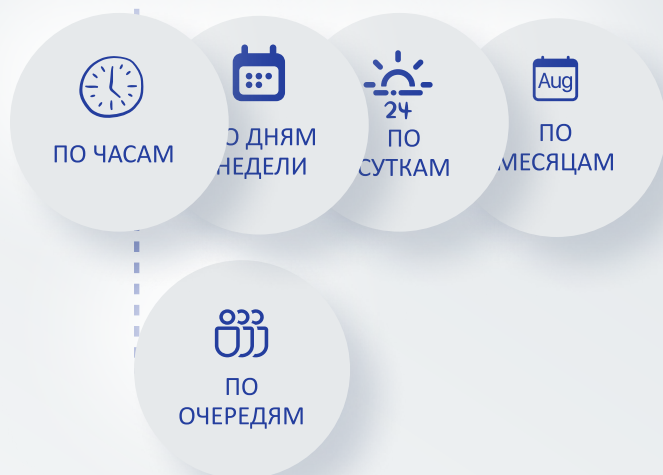 ПО ЧАСАМ
О ДНЯМ
НЕДЕЛИ
24
ПО
СУТКАМ
Aug
ПО
МЕСЯЦАМ
ПО
ОЧЕРЕДЯМ